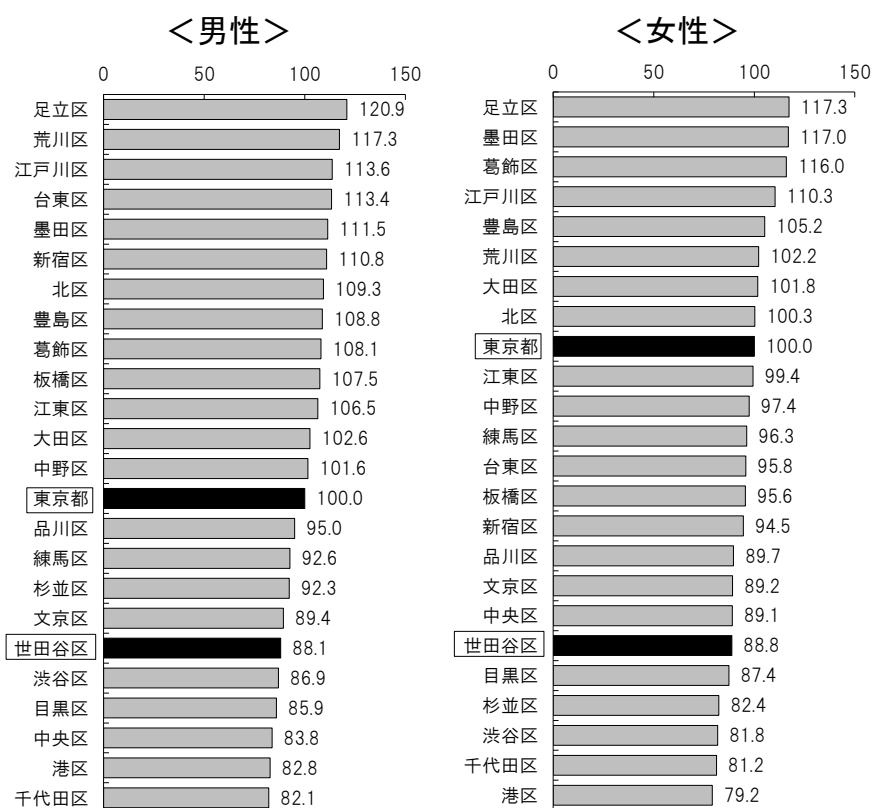 ＜男性＞
0 50 100 150
足立区 120.9
荒川区 117.3
江戸川区 113.6
台東区 113.4
墨田区 111.5
新宿区 110.8
北区 109.3
豊島区 108.8
葛飾区 108.1
板橋区 107.5
江東区 106.5
大田区 102.6
中野区 101.6
東京都 100.0
品川区 95.0
練馬区 92.6
杉並区 92.3
文京区 89.4
世田谷区 88.1
渋谷区 86.9
目黒区 85.9
中央区 83.8
港区 82.8
千代田区 82.1
＜女性＞
0 50 100 150
足立区 117.3
墨田区 117.0
葛飾区 116.0
江戸川区 110.3
豊島区 105.2
荒川区 102.2
大田区 101.8
北区 100.3
東京都 100.0
江東区 99.4
中野区 97.4
練馬区 96.3
台東区 95.8
板橋区 95.6
新宿区 94.5
品川区 89.7
文京区 89.2
中央区 89.1
世田谷区 88.8
目黒区 87.4
杉並区 82.4
渋谷区 81.8
千代田区 81.2
港区 79.2